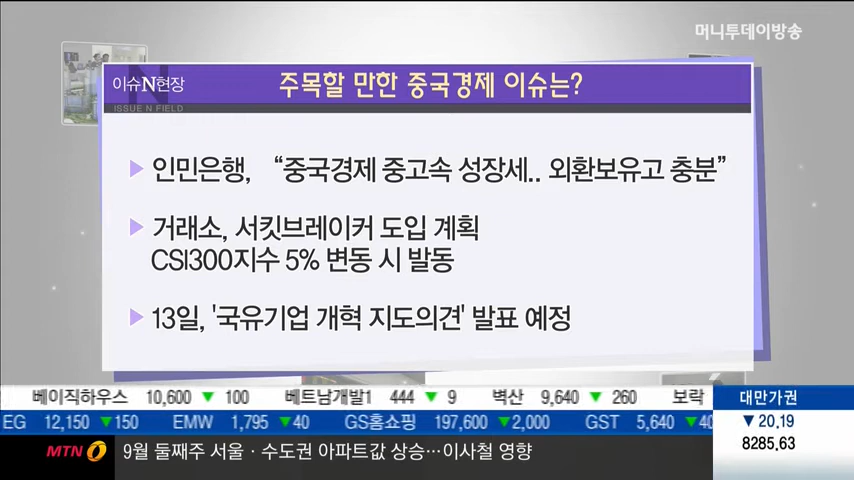 머니투데이방송
이슈N현장
ISSUE N FIELD
주목할 만한 중국경제 이슈는?
▶ 인민은행, “중국경제 중고속 성장세.. 외환보유고 충분”
▶ 거래소, 서킷브레이커 도입 계획
CSI300지수 5% 변동 시 발동
▶ 13일, '국유기업 개혁 지도의견' 발표 예정
베이직하우스 10,600 ▼ 100 베트남개발1 444 ▼ 9 벽산 9,640 ▼ 260 보락
EG 12,150 ▼150 EMW 1,795 ▼40 GS홈쇼핑 197,600 ▼2,000 GST 5,640 ▼40
대만가권
▼ 20.19
8285.63
MTN
9월 둘째주 서울·수도권 아파트값 상승…이사철 영향